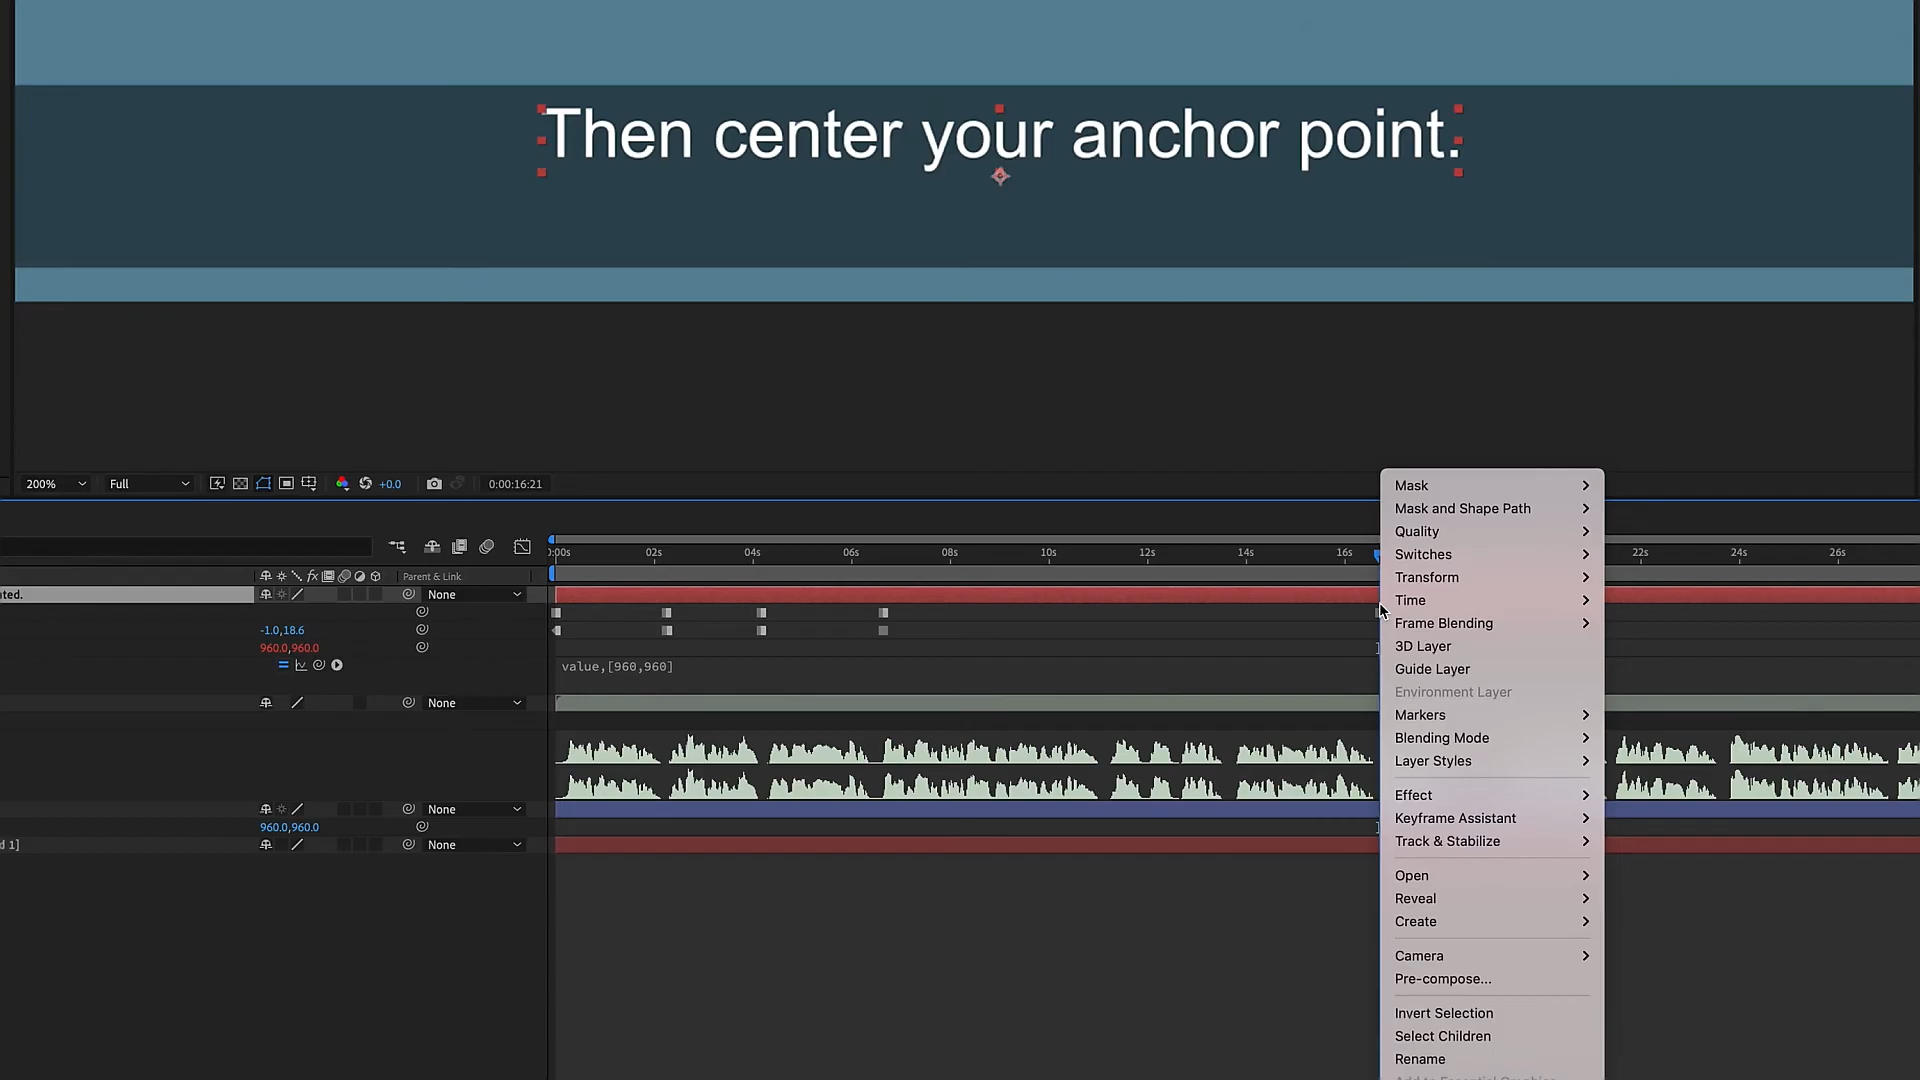 Then center your anchor point.
200% Full +0.0 0:00:16:21
:00s 02s 04s 06s 08s 10s 12s 14s 16s 22s 24s 26s
fx Parent & Link
ted. None
-1.0,18.6
960.0,960.0
value,[960,960]
None
None
960.0,960.0
d 1] None
Mask
Mask and Shape Path
Quality
Switches
Transform
Time
Frame Blending
3D Layer
Guide Layer
Environment Layer
Markers
Blending Mode
Layer Styles
Effect
Keyframe Assistant
Track & Stabilize
Open
Reveal
Create
Camera
Pre-compose...
Invert Selection
Select Children
Rename